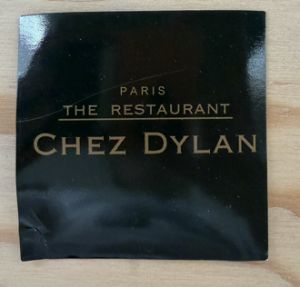 PARIS
THE RESTAURANT
CHEZ DYLAN